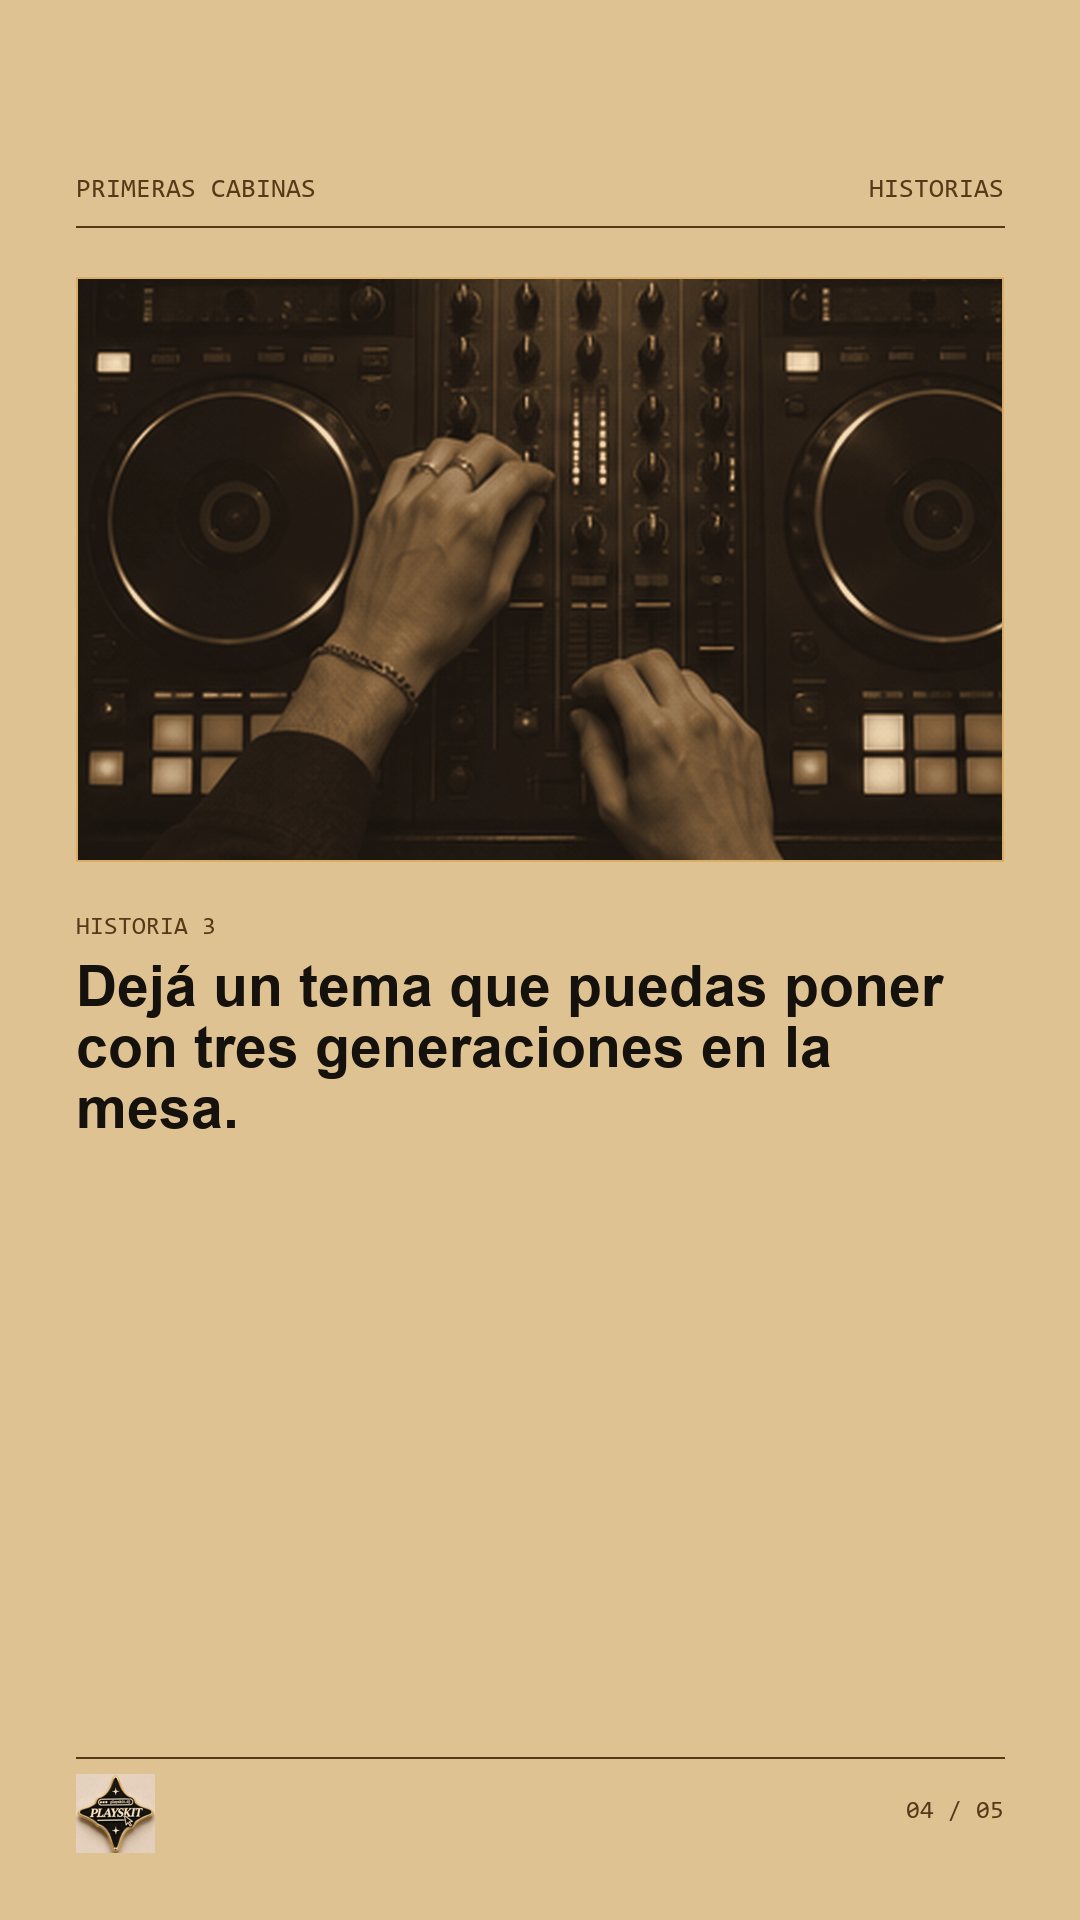 PRIMERAS CABINAS
HISTORIAS
HISTORIA 3
Dejá un tema que puedas poner
con tres generaciones en la
mesa.
PLAYSKIT
04 / 05